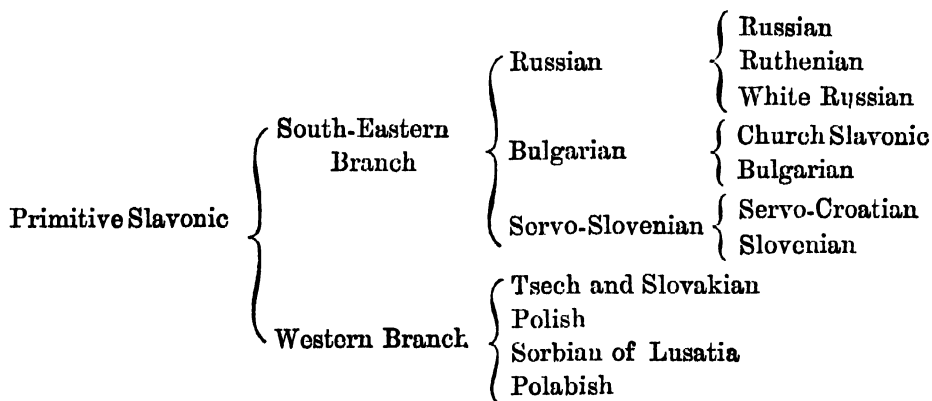 Russian
Russian
Ruthenian
White Russian
South-Eastern
Branch
Bulgarian
Church Slavonic
Bulgarian
Primitive Slavonic
Servo-Slovenian
Servo-Croatian
Slovenian
Western Branch
Tsech and Slovakian
Polish
Sorbian of Lusatia
Polabish